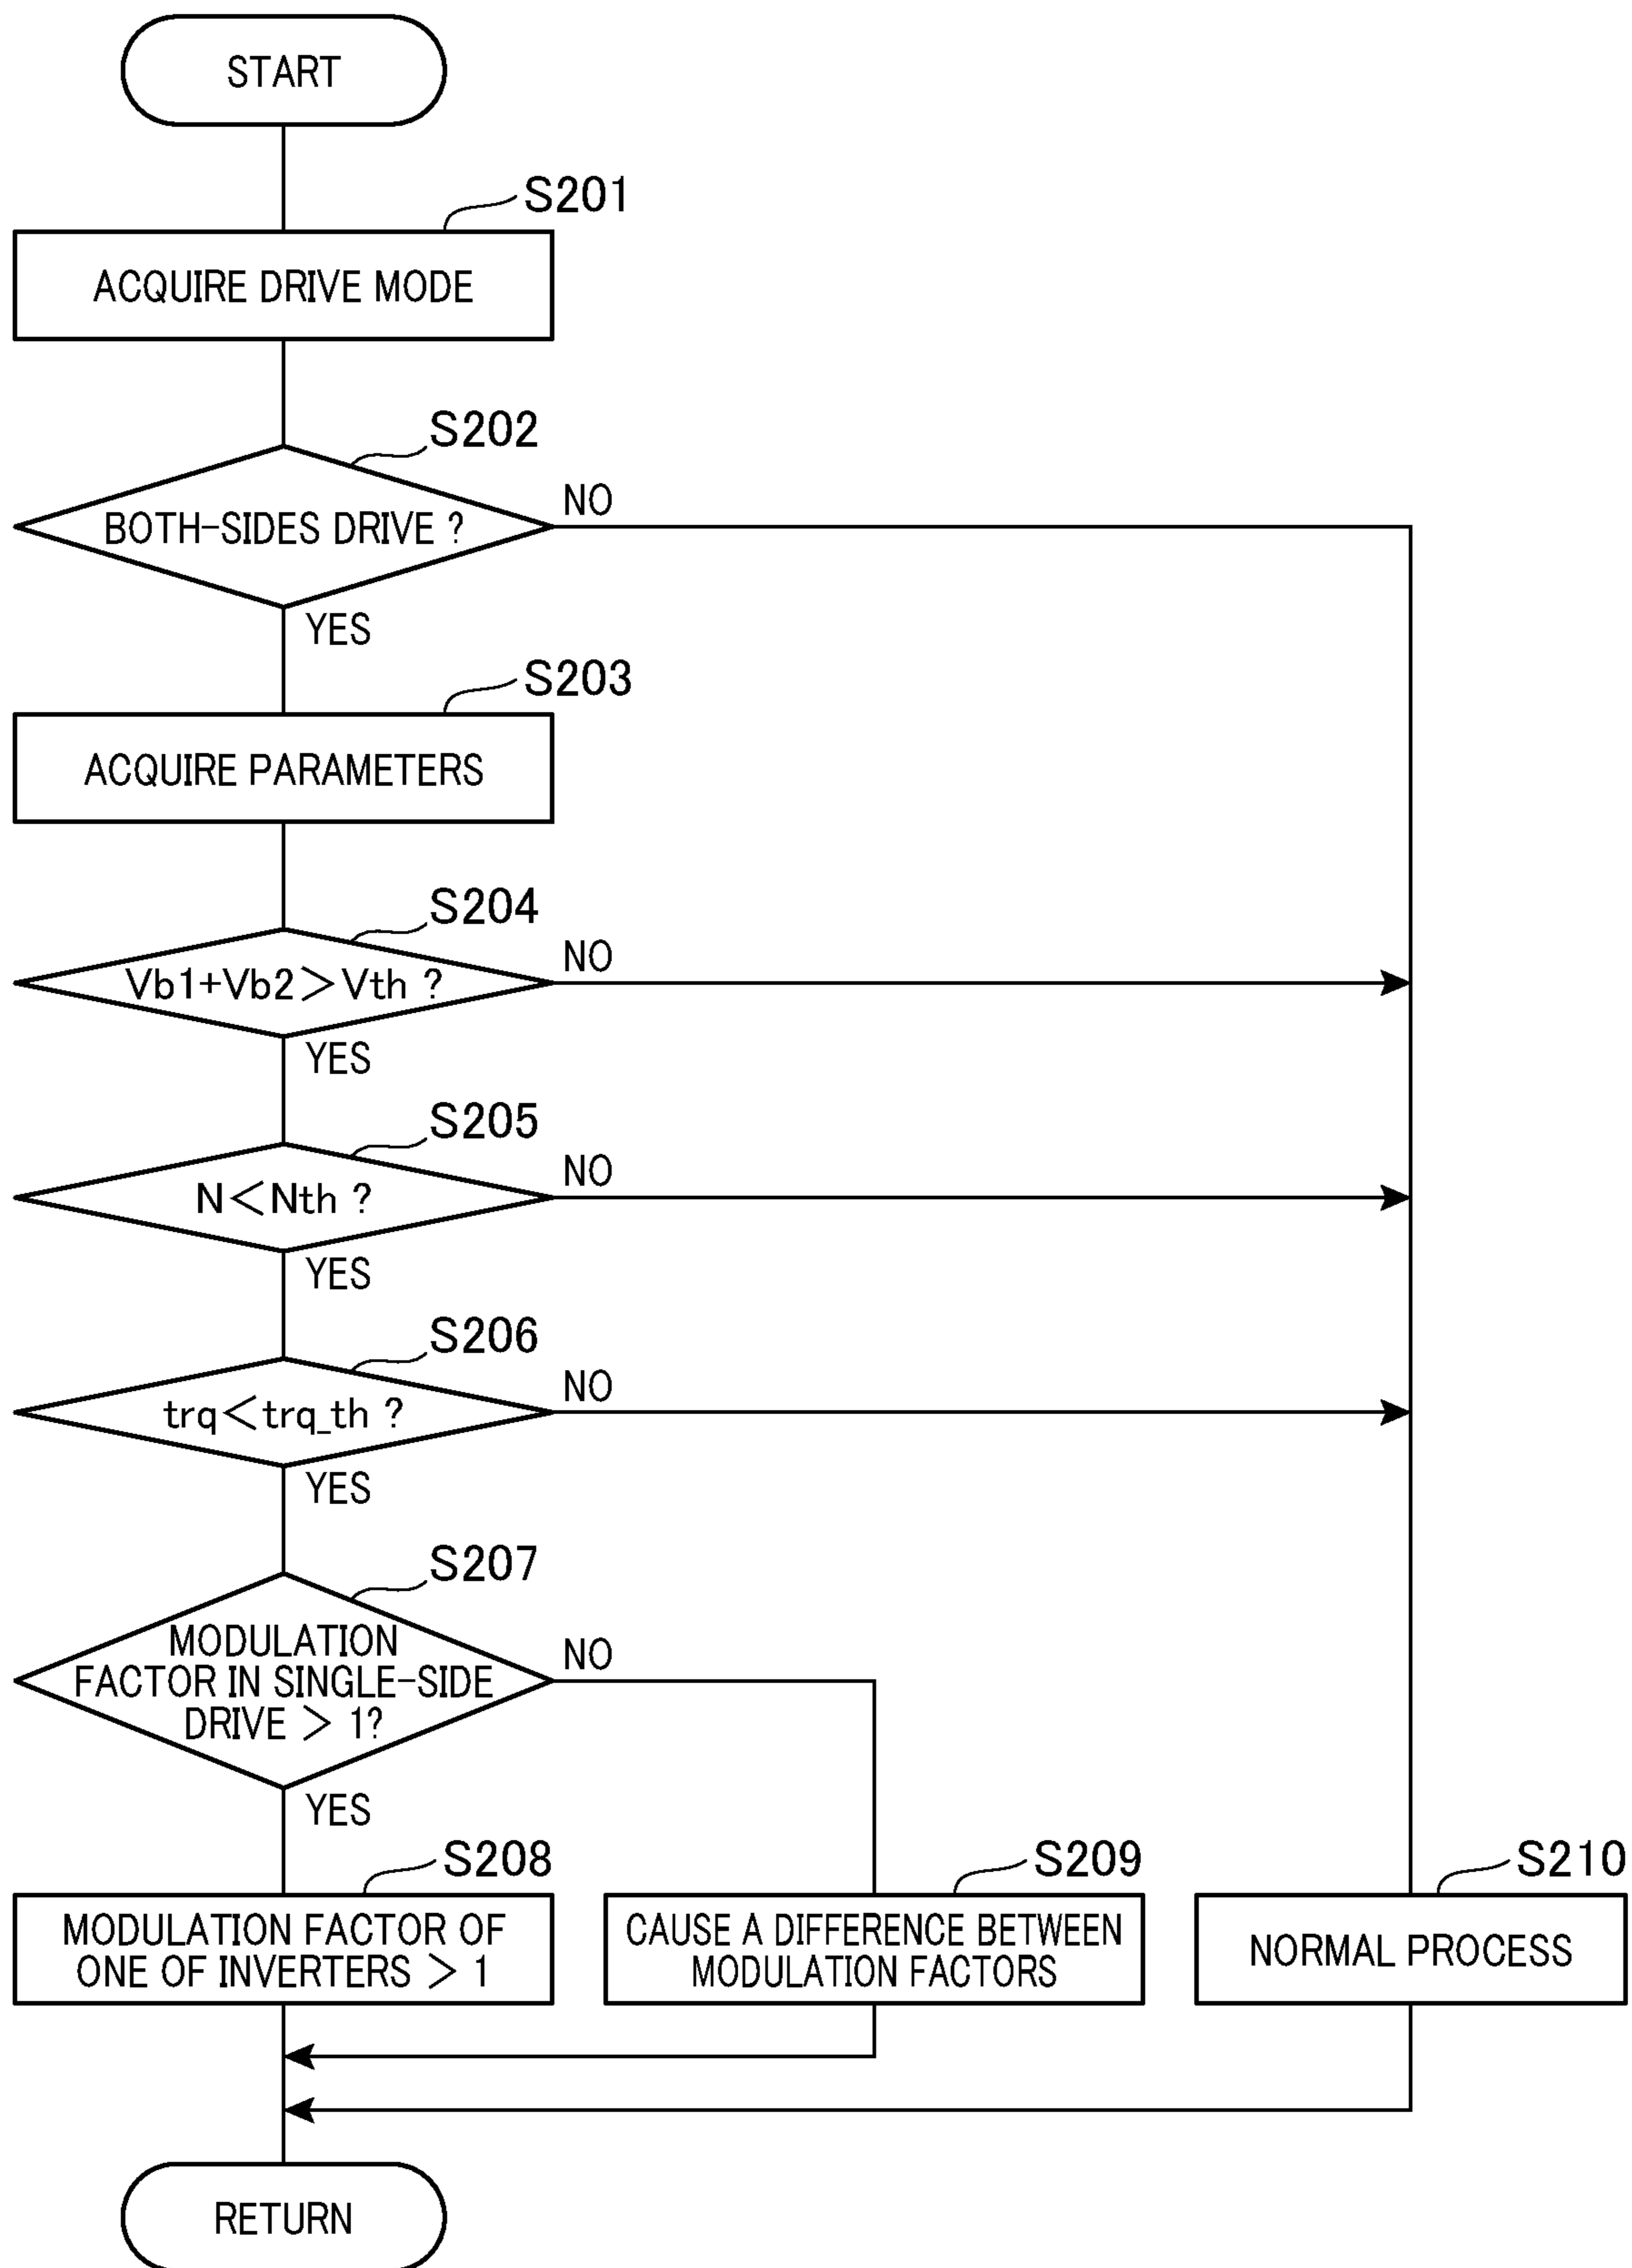 START
S201
ACQUIRE DRIVE MODE
S202
BOTH-SIDES DRIVE ?
NO
YES
S203
ACQUIRE PARAMETERS
S204
Vb1+Vb2>Vth ?
NO
YES
S205
N<Nth ?
NO
YES
S206
trq<trq_th ?
NO
YES
S207
MODULATION
FACTOR IN SINGLE-SIDE
DRIVE > 1?
NO
YES
S208
MODULATION FACTOR OF
ONE OF INVERTERS > 1
S209
CAUSE A DIFFERENCE BETWEEN
MODULATION FACTORS
S210
NORMAL PROCESS
RETURN